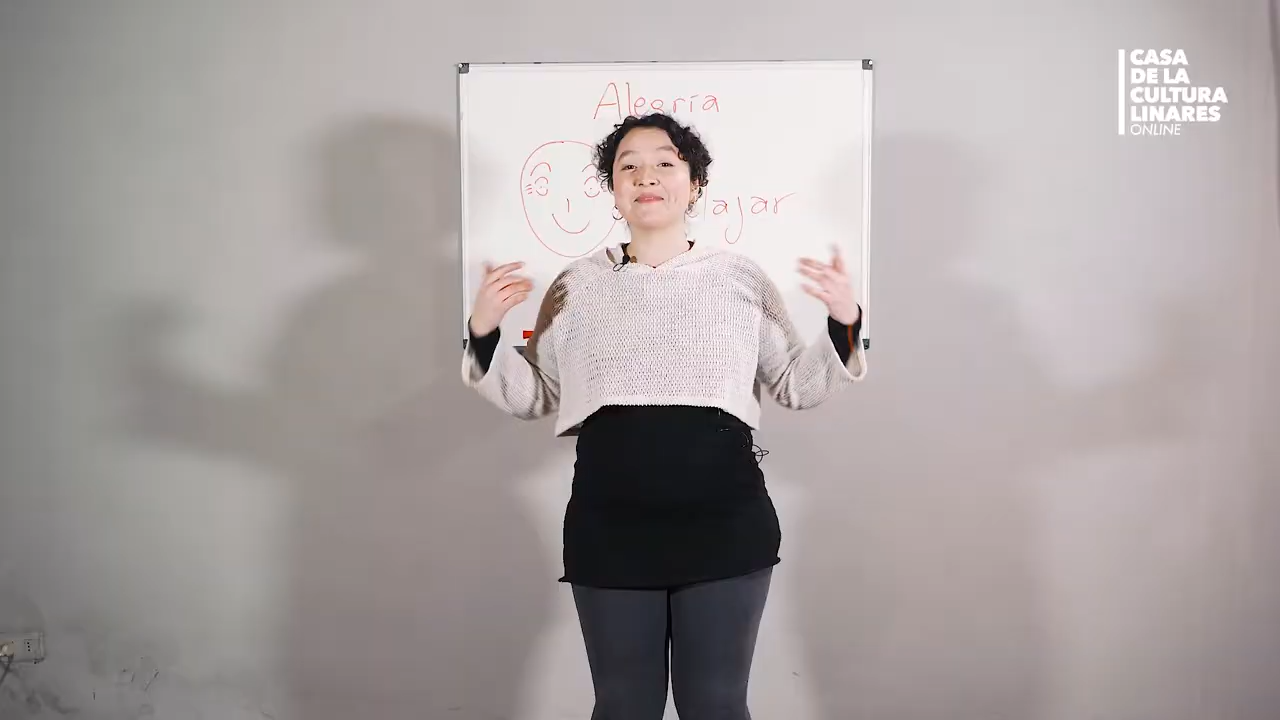 Alegría
lajar
CASA
DE LA
CULTURA
LINARES
ONLINE